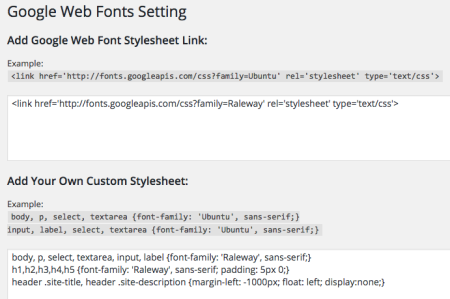 Google Web Fonts Setting
Add Google Web Font Stylesheet Link:
Example:
<link href='http://fonts.googleapis.com/css?family=Ubuntu' rel='stylesheet' type='text/css'>
<link href='http://fonts.googleapis.com/css?family=Raleway' rel='stylesheet' type='text/css'>
Add Your Own Custom Stylesheet:
Example:
body, p, select, textarea {font-family: 'Ubuntu', sans-serif;}
input, label, select, textarea {font-family: 'Ubuntu', sans-serif;}
body, p, select, textarea, input, label {font-family: 'Raleway', sans-serif;}
h1,h2,h3,h4,h5 {font-family: 'Raleway', sans-serif; padding: 5px 0;}
header .site-title, header .site-description {margin-left: -1000px; float: left; display:none;}